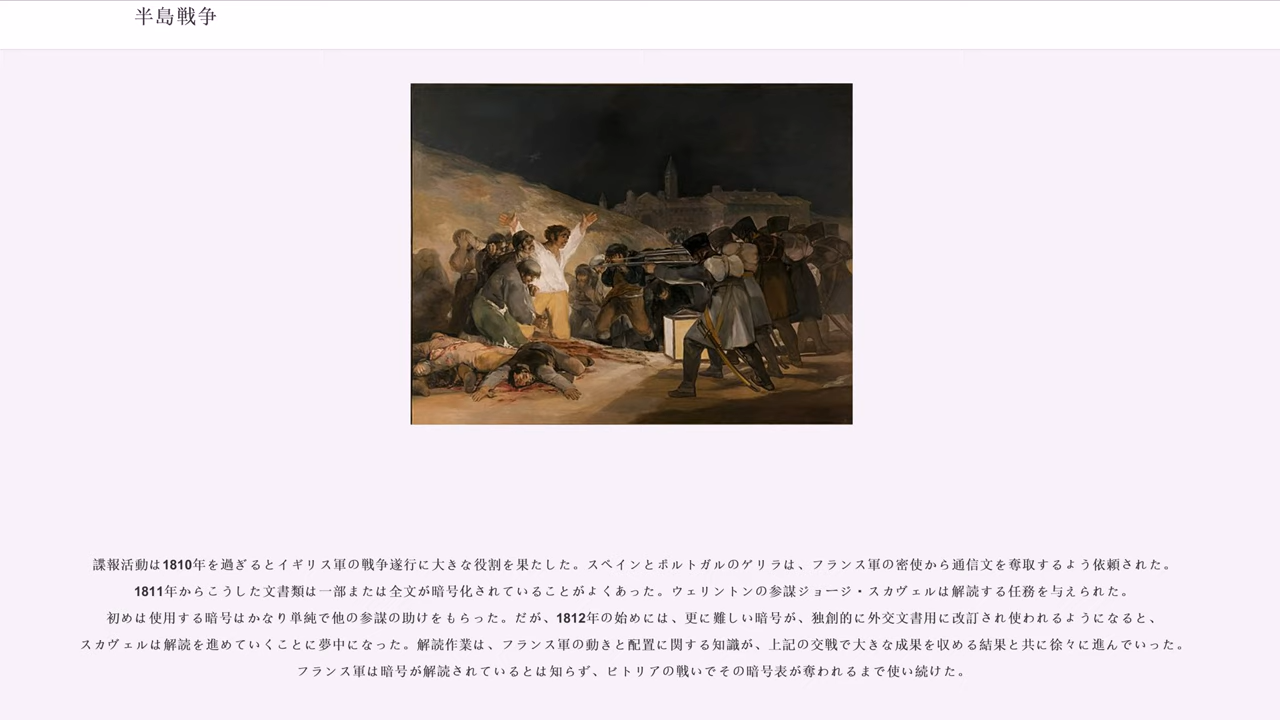 半島戦争
諜報活動は1810年を過ぎるとイギリス軍の戦争遂行に大きな役割を果たした。スペインとポルトガルのゲリラは、フランス軍の密使から通信文を奪取するよう依頼された。
1811年からこうした文書類は一部または全文が暗号化されていることがよくあった。ウェリントンの参謀ジョージ・スカヴェルは解読する任務を与えられた。
初めは使用する暗号はかなり単純で他の参謀の助けをもらった。だが、1812年の始めには、更に難しい暗号が、独創的に外交文書用に改訂され使われるようになると、
スカヴェルは解読を進めていくことに夢中になった。解読作業は、フランス軍の動きと配置に関する知識が、上記の交戦で大きな成果を収める結果と共に徐々に進んでいった。
フランス軍は暗号が解読されているとは知らず、ビトリアの戦いでその暗号表が奪われるまで使い続けた。